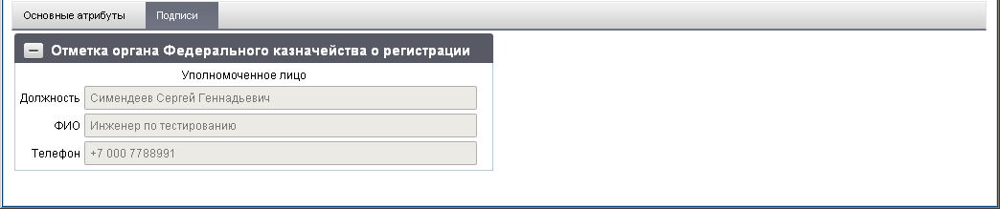 Основные атрибуты Подписи
Отметка органа Федерального казначейства о регистрации
Уполномоченное лицо
Должность Симендеев Сергей Геннадьевич
ФИО Инженер по тестированию
Телефон +7 000 7788991